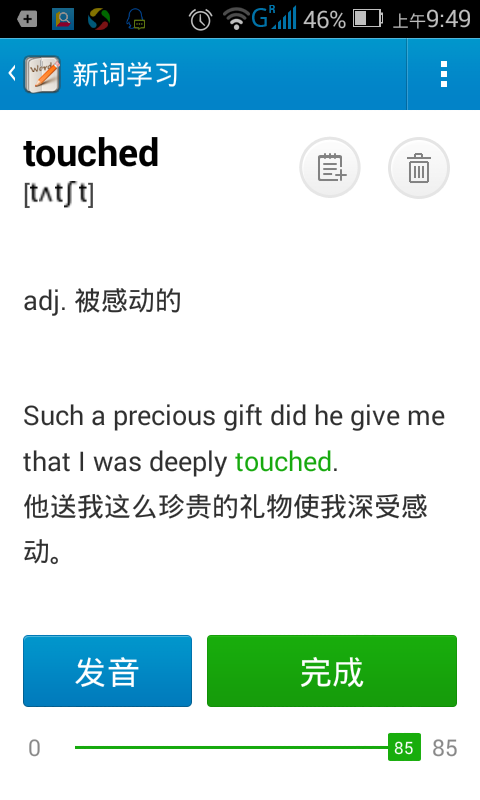 46% 上午9:49
新词学习
touched
[tʌtʃt]
adj. 被感动的
Such a precious gift did he give me
that I was deeply touched.
他送我这么珍贵的礼物使我深受感
动。
发音 完成
0 85 85